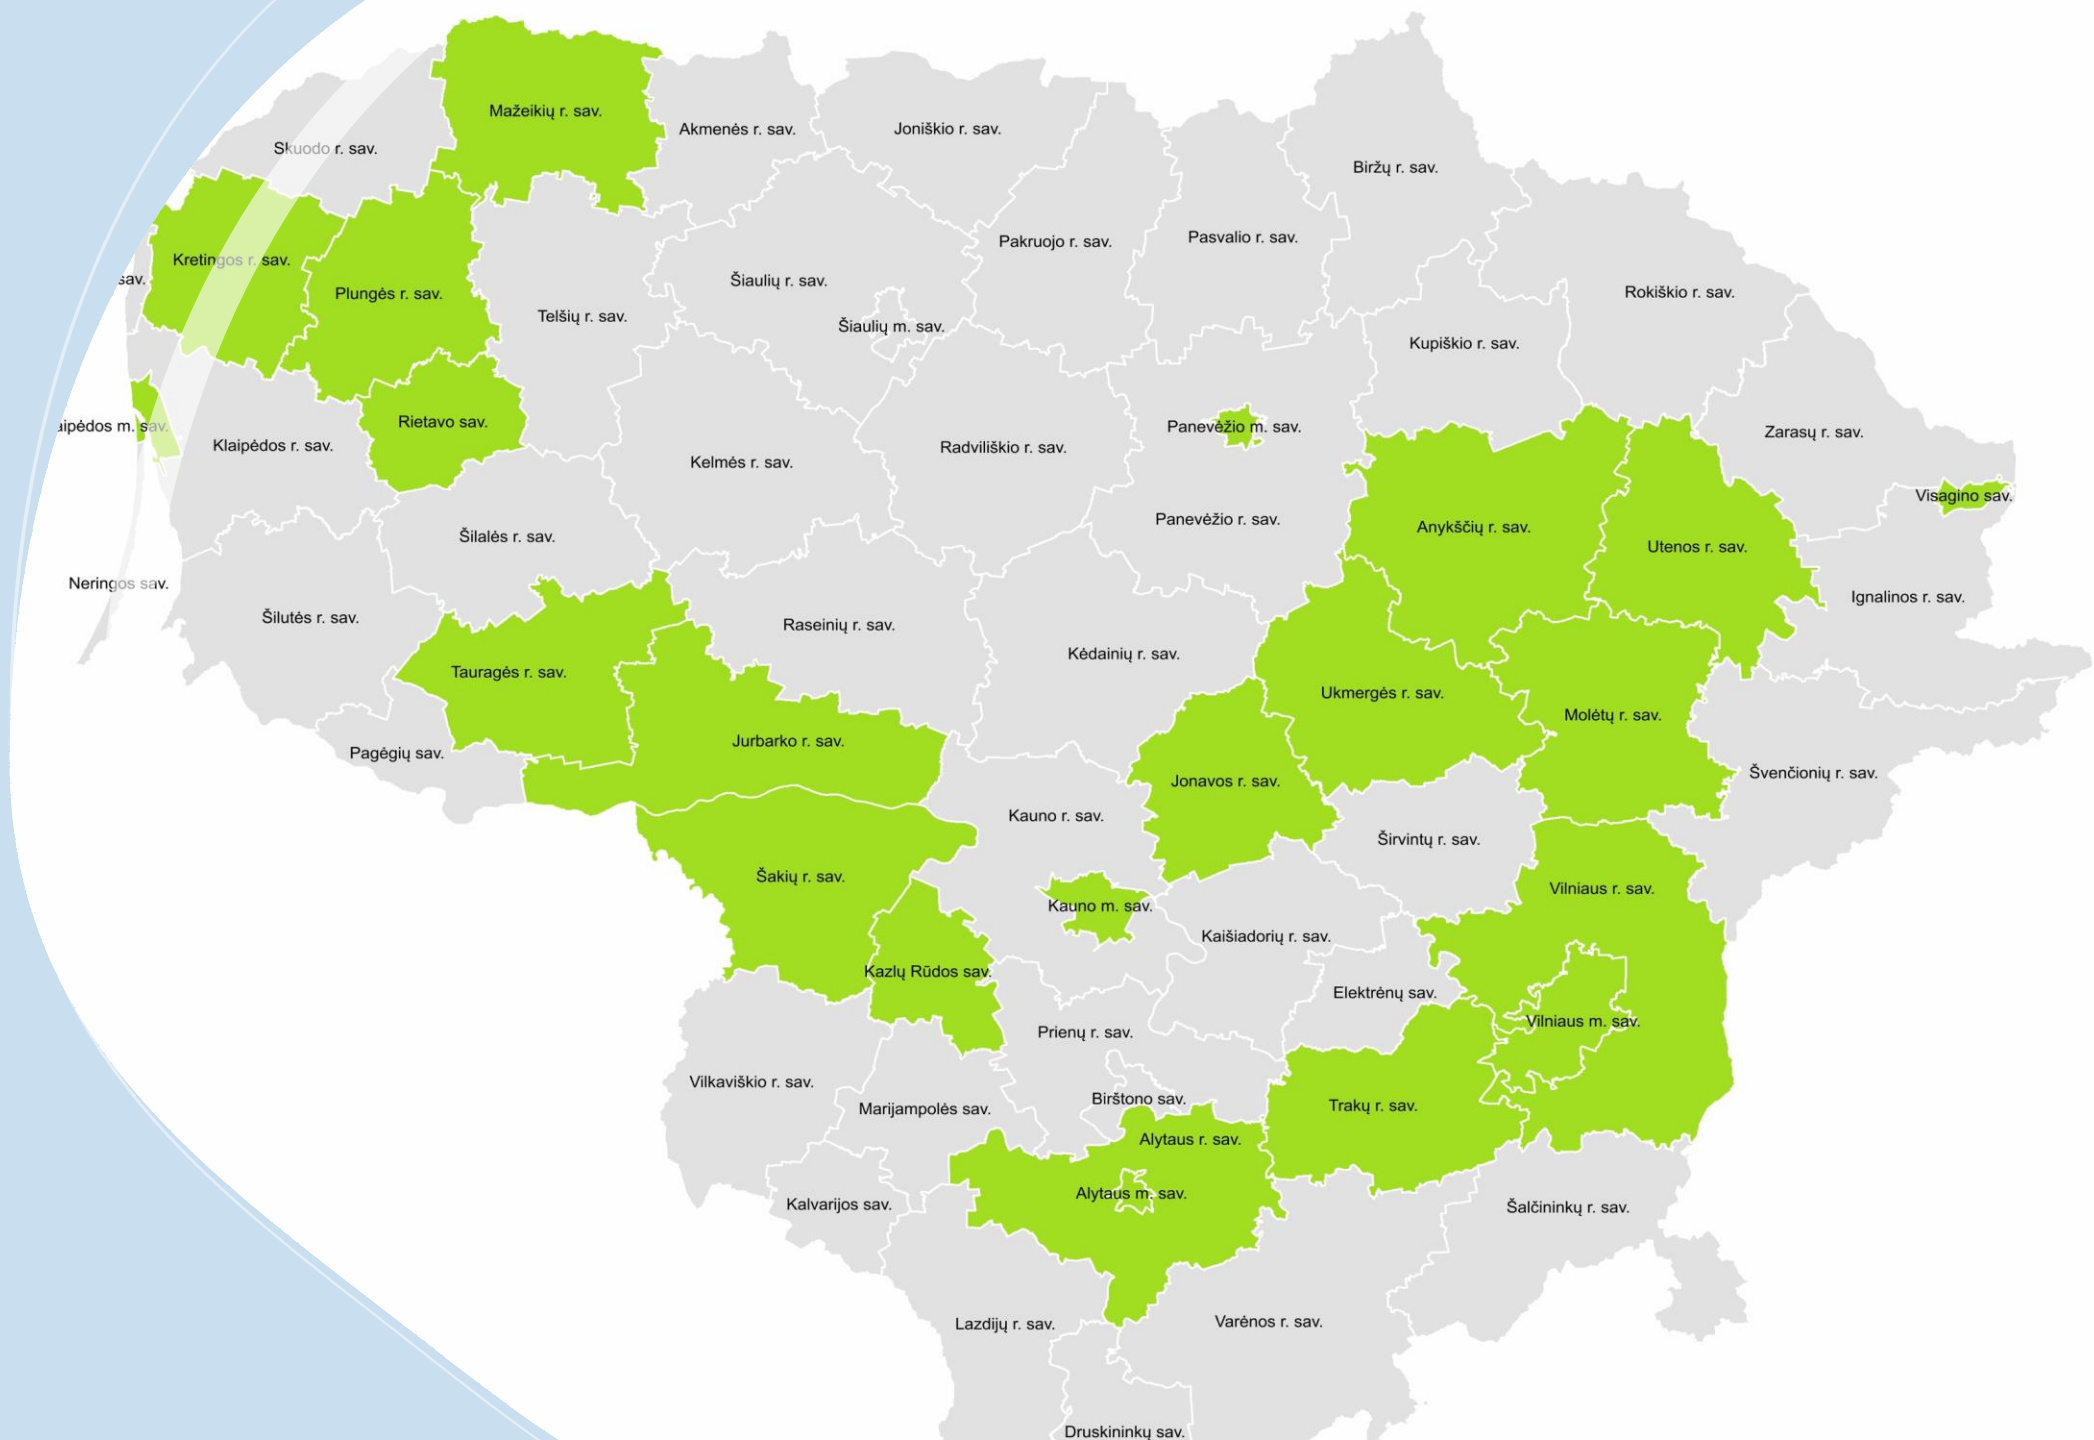 Mažeikių r. sav.
Akmenės r. sav.
Joniškio r. sav.
Skuodo r. sav.
Biržų r. sav.
Pakruojo r. sav.
Pasvalio r. sav.
Kretingos r. sav.
sav.
Plungės r. sav.
Šiaulių r. sav.
Rokiškio r. sav.
Telšių r. sav.
Šiaulių m. sav.
Kupiškio r. sav.
Rietavo sav.
aipėdos m. sav.
Klaipėdos r. sav.
Panevėžio m. sav.
Zarasų r. sav.
Radviliškio r. sav.
Kelmės r. sav.
Visagino sav.
Panevėžio r. sav.
Anykščių r. sav.
Šilalės r. sav.
Utenos r. sav.
Neringos sav.
Ignalinos r. sav.
Šilutės r. sav.
Raseinių r. sav.
Kėdainių r. sav.
Tauragės r. sav.
Ukmergės r. sav.
Molėtų r. sav.
Jurbarko r. sav.
Pagėgių sav.
Jonavos r. sav.
Švenčionių r. sav.
Kauno r. sav.
Širvintų r. sav.
Šakių r. sav.
Vilniaus r. sav.
Kauno m. sav.
Kaišiadorių r. sav.
Kazlų Rūdos sav.
Elektrėnų sav.
Vilniaus m. sav.
Prienų r. sav.
Vilkaviškio r. sav.
Birštono sav.
Marijampolės sav.
Trakų r. sav.
Alytaus r. sav.
Alytaus m. sav.
Kalvarijos sav.
Šalčininkų r. sav.
Lazdijų r. sav.
Varėnos r. sav.
Druskininkų sav.